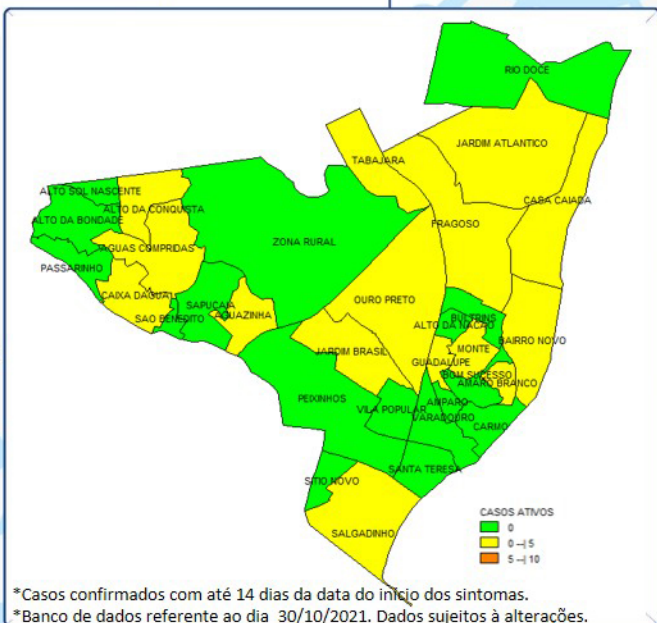 RIO DOCE
JARDIM ATLANTICO
TABAJARA
ALTO SOL NASCENTE
CASA CAIADA
ALTO DA CONQUISTA
ALTO DA BONDADE
FRAGOSO
ZONA RURAL
AGUAS COMPRIDAS
PASSARINHO
CAIXA DAGUA
OURO PRETO
SAPUCAIA
AGUAZINHA
SAO BENEDITO
BULTRINS
ALTO DA NACAO
BAIRRO NOVO
MONTE
JARDIM BRASIL
GUADALUPE
BOM SUCESSO
AMARO BRANCO
PEIXINHOS
AMPARO
VILA POPULAR
VARADOURO
CARMO
SANTA TERESA
SITIO NOVO
SALGADINHO
CASOS ATIVOS
0
0 --| 5
5 --| 10
*Casos confirmados com até 14 dias da data do início dos sintomas.
*Banco de dados referente ao dia 30/10/2021. Dados sujeitos à alterações.